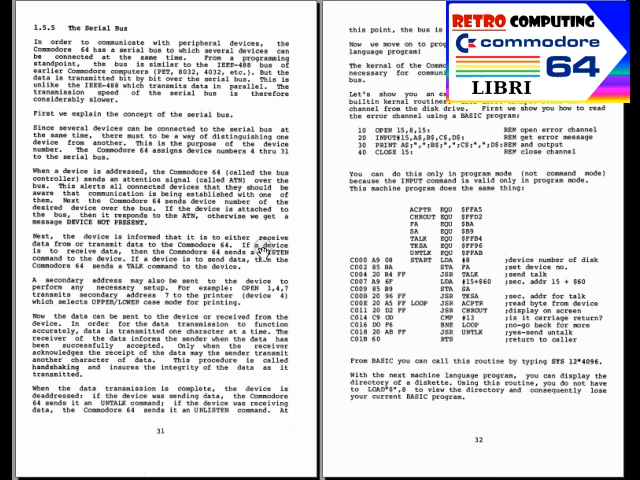 1.5.5 The Serial Bus
In order to communicate with peripheral devices, the
Commodore 64 has a serial bus to which several devices can
be connected at the same time. From a programming
standpoint, the bus is similar to the IEEE-488 bus of
earlier Commodore computers (PET, 8032, 4032, etc.). But the
data is transmitted bit by bit over the serial bus. This is
unlike the IEEE-488 which transmits data in parallel. The
transmission speed of the serial bus is therefore
considerably slower.
First we explain the concept of the serial bus.
Since several devices can be connected to the serial bus at
the same time, there must to be a way of distinguishing one
device from another. This is the purpose of the device
number. The Commodore 64 assigns device numbers 4 thru 31
to the serial bus.
When a device is addressed, the Commodore 64 (called the bus
controller) sends an attention signal (called ATN) over the
bus. This alerts all connected devices that they should be
aware that communication is being established with one of
them. Next the Commodore 64 sends device number of the
desired device over the bus. If the device is attached to
the bus, then it responds to the ATN, otherwise we get a
message DEVICE NOT PRESENT.
Next, the device is informed that it is to either receive
data from or transmit data to the Commodore 64. If a device
is to receive data, then the Commodore 64 sends a LISTEN
command to the device. If a device is to send data, the
Commodore 64 sends a TALK command to the device.
A secondary address may also be sent to the device to
perform any necessary setup. For example: OPEN 1,4,7
transmits secondary address 7 to the printer (device 4)
which selects UPPER/LOWER case mode for printing.
Now the data can be sent to the device or received from the
device. In order for the data transmission to function
accurately, data is transmitted one character at a time. The
receiver of the data informs the sender when the data has
been successfully accepted. Only when the receiver
acknowledges the receipt of the data may the sender transmit
another character of data. This procedure is called
handshaking and insures the integrity of the data as it
transmitted.
When the data transmission is complete, the device is
deaddressed: if the device was sending data, the Commodore
64 sends it an UNTALK command; if the device was receiving
data, the Commodore 64 sends it an UNLISTEN command. At
31
this point, the bus is
Now we move on to prog
language program!
The kernal of the Comm
necessary for communi
bus.
Let's show you an ex
builtin kernal routines.
channel from the disk drive. First we show you how to read
the error channel using a BASIC program:
10 OPEN 15,8,15: REM open error channel
20 INPUT#15,A$,B$,C$,D$: REM get error message
30 PRINT A$;",";B$;",";C$;",";D$:REM and output
40 CLOSE 15: REM close channel
You can do this only in program mode (not command mode)
because the INPUT command is valid only in program mode.
This machine program does the same thing:
ACPTR EQU $FFA5
CHROUT EQU $FFD2
FA EQU $BA
SA EQU $B9
TALK EQU $FFB4
TKSA EQU $FF96
UNTLK EQU $FFAB
C000 A9 08 START LDA #8 ;device number of disk
C002 85 BA STA FA ;set device no.
C004 20 B4 FF JSR TALK ;send talk
C007 A9 6F LDA #15+$60 ;sec. addr 15 + $60
C009 85 B9 STA SA
C00B 20 96 FF JSR TKSA ;sec. addr for talk
C00E 20 A5 FF LOOP JSR ACPTR ;read byte from device
C011 20 D2 FF JSR CHROUT ;display on screen
C014 C9 0D CMP #13 ;is it carriage return?
C016 D0 F6 BNE LOOP ;no-go back for more
C018 20 AB FF JSR UNTLK ;yes-send untalk
C01B 60 RTS ;return to caller
From BASIC you can call this routine by typing SYS 12*4096.
With the next machine language program, you can display the
directory of a diskette. Using this routine, you do not have
to LOAD"$",8 to view the directory and consequently lose
your current BASIC program.
32
RETRO COMPUTING
commodore
64
LIBRI